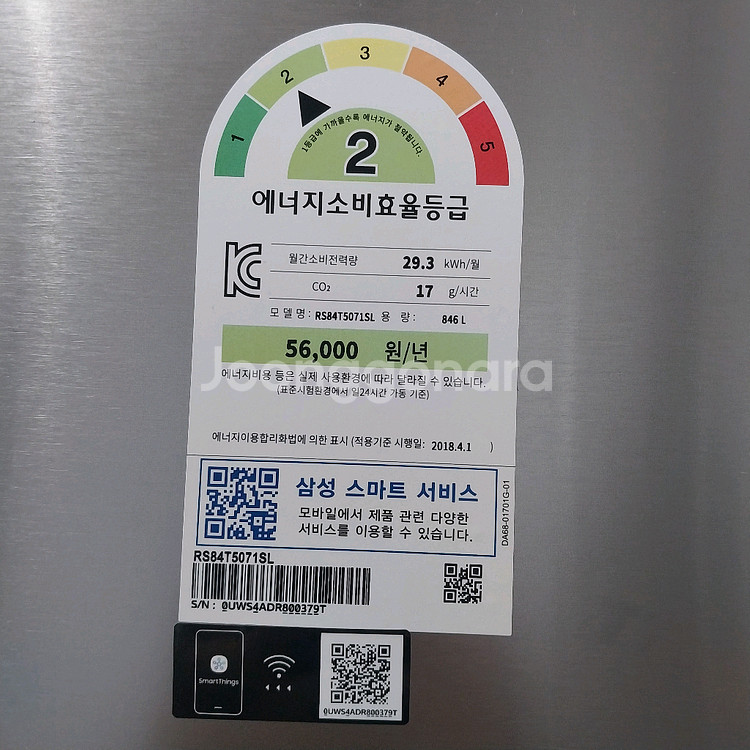 1 2 3 4 5
1등급에 가까울수록 에너지가 절약됩니다.
2
에너지소비효율등급
월간소비전력량 29.3 kWh/월
CO₂ 17 g/시간
모델명: RS84T5071SL 용 량: 846 L
56,000 원/년
Joonggonara
에너지비용 등은 실제 사용환경에 따라 달라질 수 있습니다.
(표준시험환경에서 일24시간 가동 기준)
에너지이용합리화법에 의한 표시 (적용기준 시행일: 2018.4.1 )
삼성 스마트 서비스
모바일에서 제품 관련 다양한
서비스를 이용할 수 있습니다.
DA68-01701G-01
RS84T5071SL
S/N : 0UWS4ADR800379T
SmartThings
0UWS4ADR800379T